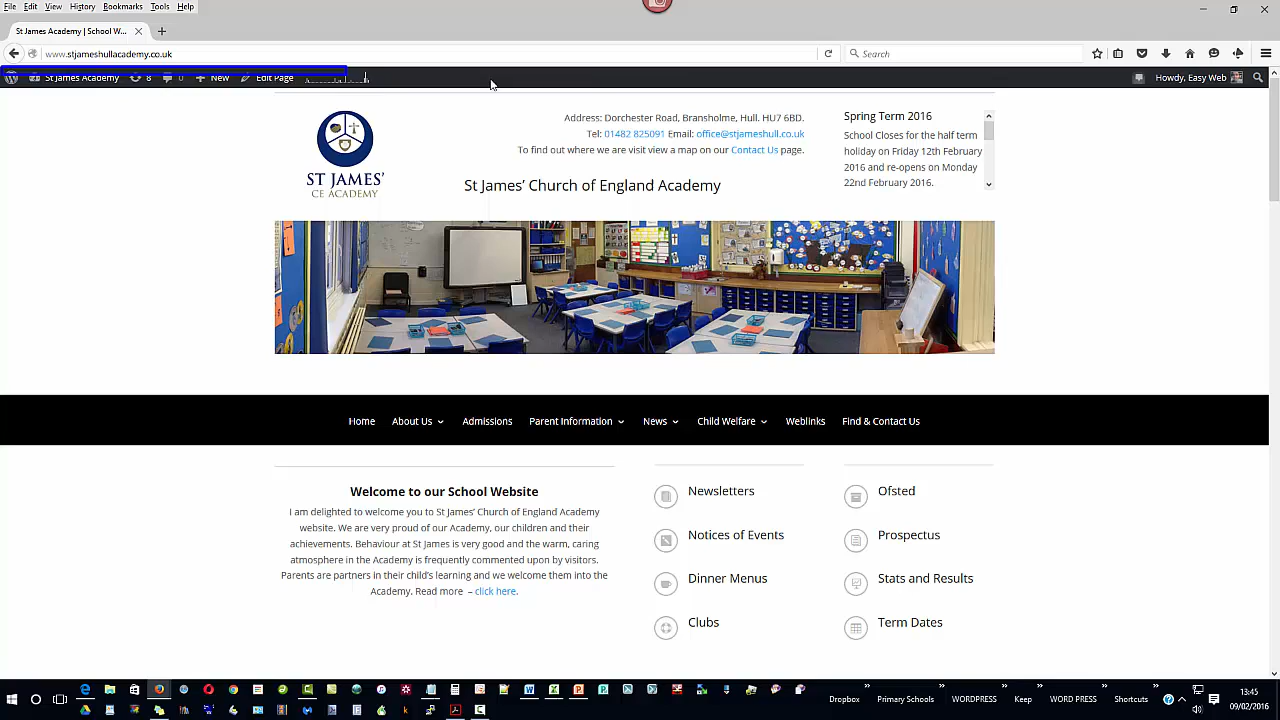 File Edit View History Bookmarks Tools Help
St James Academy | School W...
www.stjameshullacademy.co.uk
Search
St James Academy 8 0 New Edit Page
Howdy, Easy Web
ST JAMES'
CE ACADEMY
Address: Dorchester Road, Bransholme, Hull. HU7 6BD.
Tel: 01482 825091 Email: office@stjameshull.co.uk
To find out where we are visit view a map on our Contact Us page.
St James’ Church of England Academy
Spring Term 2016
School Closes for the half term
holiday on Friday 12th February
2016 and re-opens on Monday
22nd February 2016.
Home About Us Admissions Parent Information News Child Welfare Weblinks Find & Contact Us
Welcome to our School Website
I am delighted to welcome you to St James’ Church of England Academy
website. We are very proud of our Academy, our children and their
achievements. Behaviour at St James is very good and the warm, caring
atmosphere in the Academy is frequently commented upon by visitors.
Parents are partners in their child’s learning and we welcome them into the
Academy. Read more – click here.
Newsletters
Notices of Events
Dinner Menus
Clubs
Ofsted
Prospectus
Stats and Results
Term Dates
Dropbox Primary Schools WORDPRESS Keep WORD PRESS Shortcuts
13:45
09/02/2016